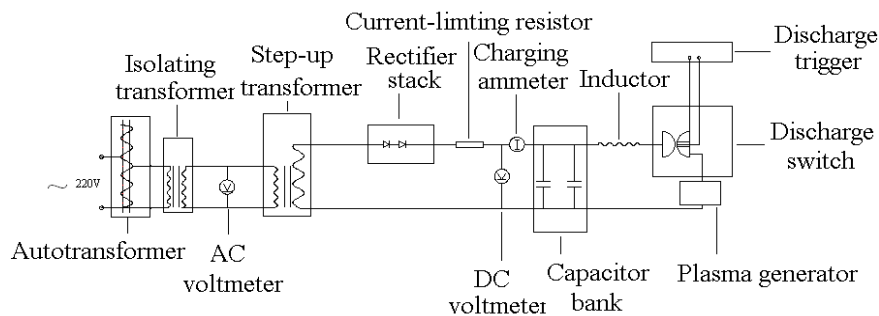 Current-limting resistor
Step-up
transformer
Isolating
transformer
Rectifier
stack
Charging
ammeter
Inductor
Discharge
trigger
Discharge
switch
~ 220V
V
I
V
Autotransformer
AC
voltmeter
DC
voltmeter
Capacitor
bank
Plasma generator